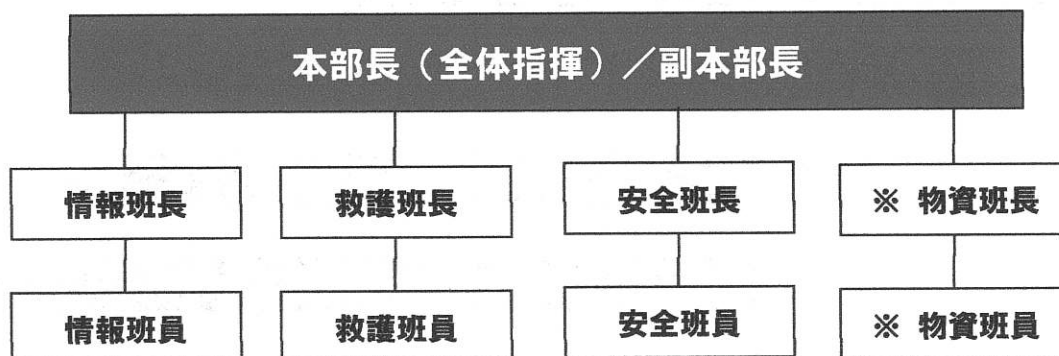 本部長（全体指揮）／副本部長
情報班長
救護班長
安全班長
※ 物資班長
情報班員
救護班員
安全班員
※ 物資班員